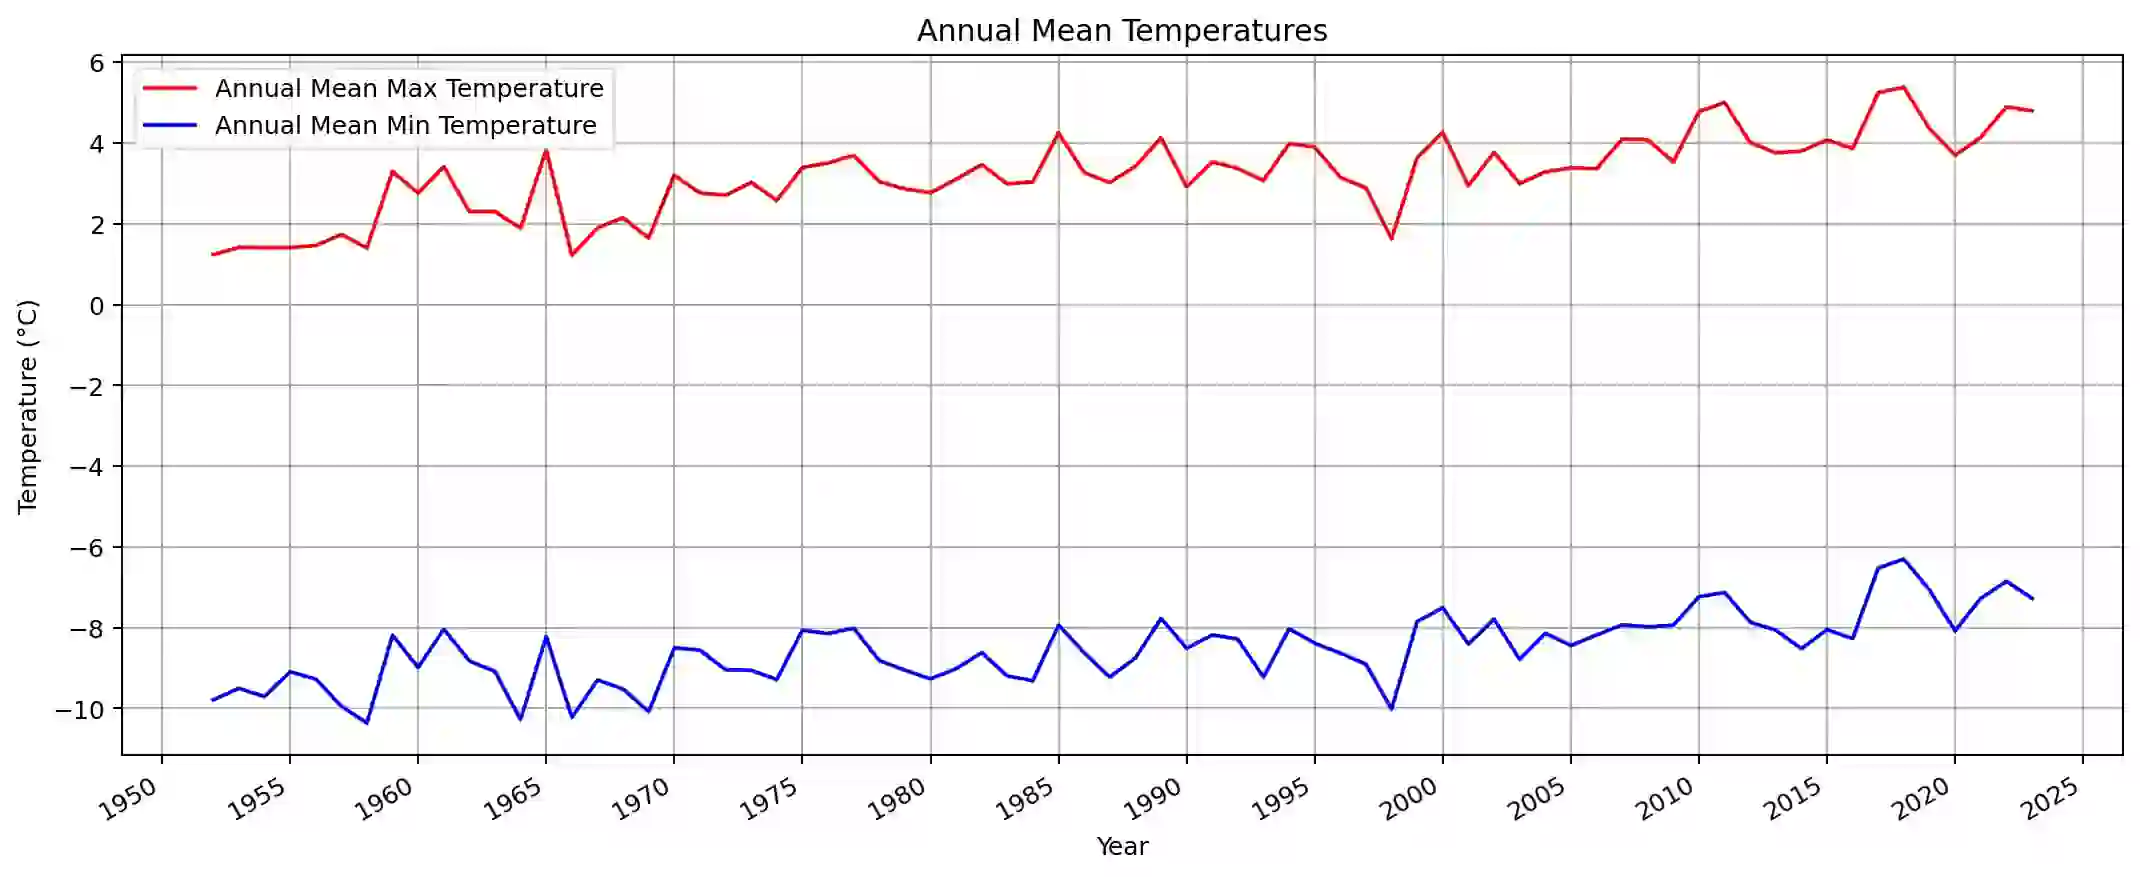 Annual Mean Temperatures
6
Annual Mean Max Temperature
Annual Mean Min Temperature
4
2
0
−2
−4
−6
−8
−10
Temperature (°C)
1950 1955 1960 1965 1970 1975 1980 1985 1990 1995 2000 2005 2010 2015 2020 2025
Year